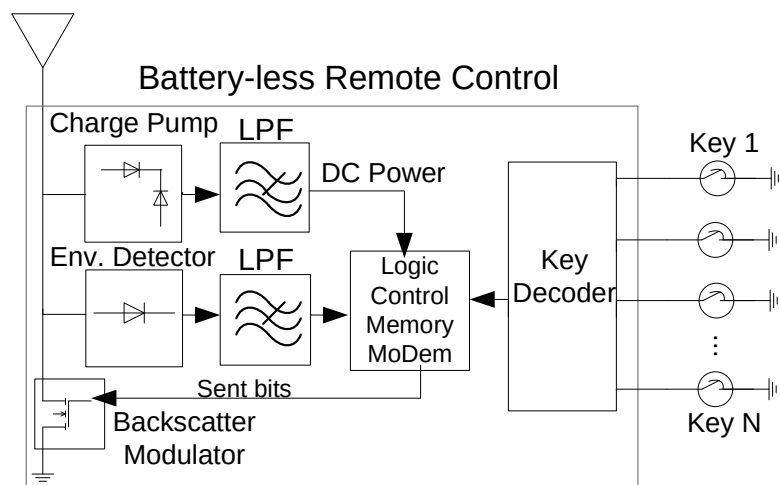 Battery-less Remote Control
Charge Pump
LPF
DC Power
Key 1
Env. Detector
LPF
Logic
Control
Memory
MoDem
Key
Decoder
...
Sent bits
Backscatter
Modulator
Key N